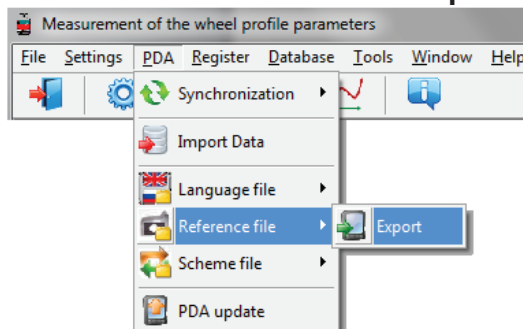 Measurement of the wheel profile parameters
File Settings PDA Register Database Tools Window Help
Synchronization
Import Data
Language file
Reference file Export
Scheme file
PDA update